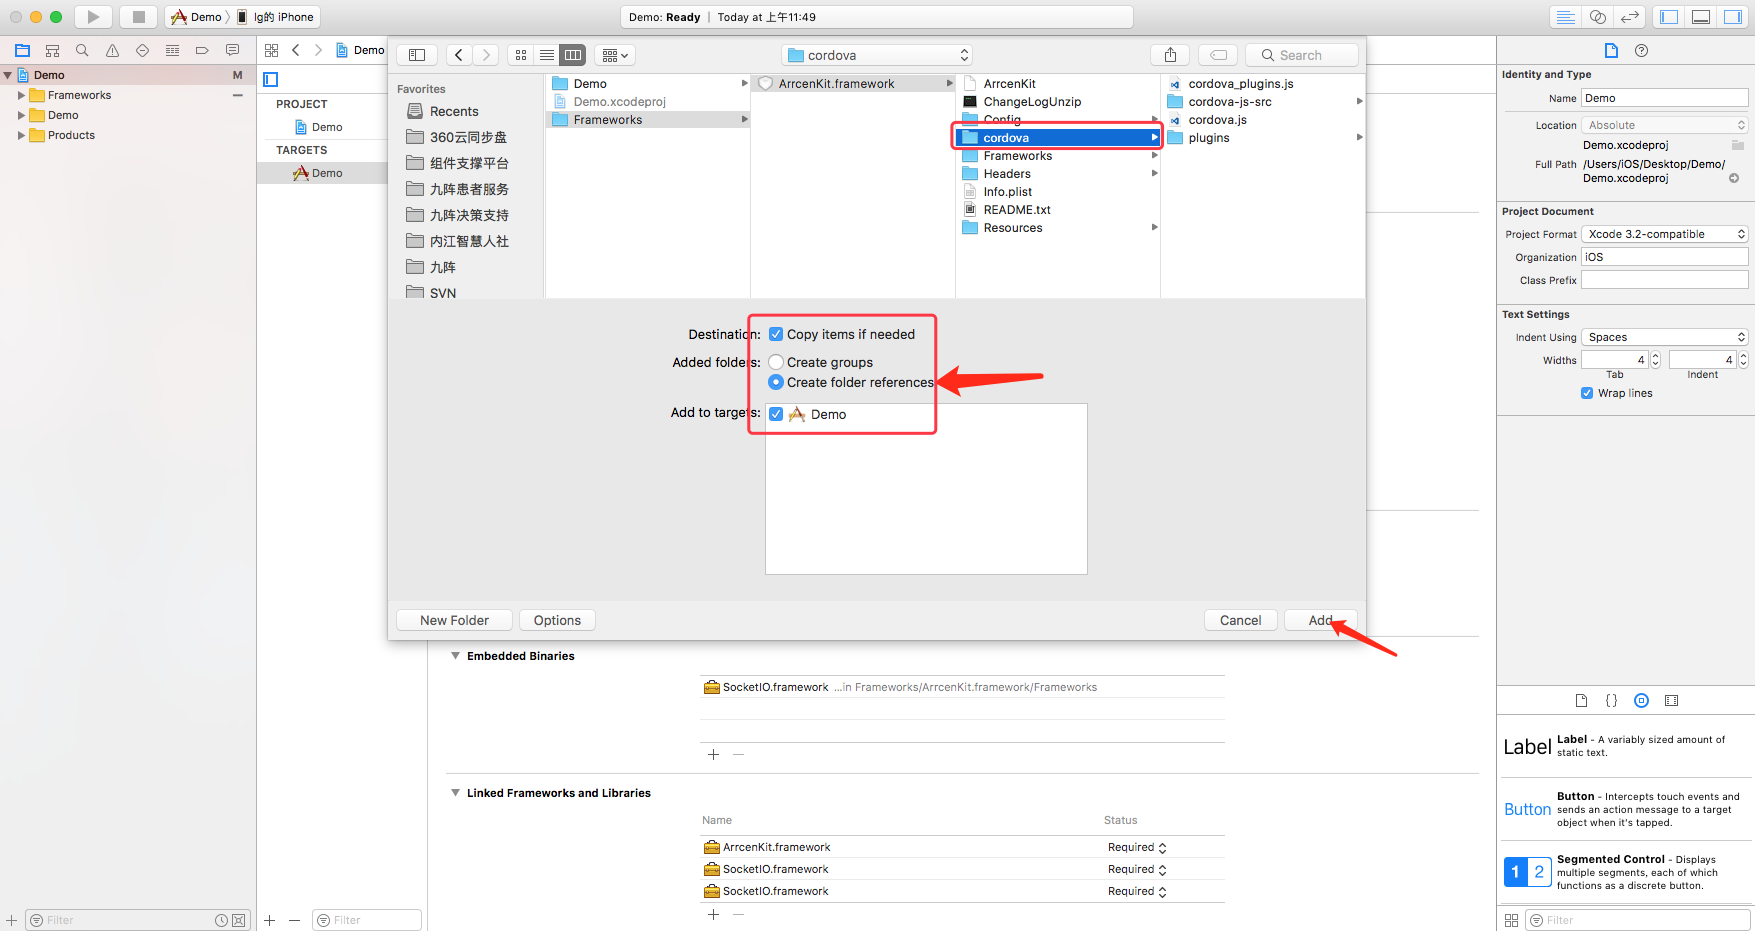 Demo
lg的 iPhone
Demo: Ready | Today at 上午11:49
Demo
M
Frameworks
Demo
Products
Filter
Demo
PROJECT
Demo
TARGETS
Demo
Filter
cordova
Search
Favorites
Recents
360云同步盘
组件支撑平台
九阵患者服务
九阵决策支持
内江智慧人社
九阵
SVN
Demo
Demo.xcodeproj
Frameworks
ArrcenKit.framework
ArrcenKit
ChangeLogUnzip
Config
cordova
Frameworks
Headers
Info.plist
README.txt
Resources
cordova_plugins.js
cordova-js-src
cordova.js
plugins
Destination: Copy items if needed
Added folders: Create groups
Create folder references
Add to targets: Demo
New Folder
Options
Cancel
Add
Embedded Binaries
SocketIO.framework ...in Frameworks/ArrcenKit.framework/Frameworks
Linked Frameworks and Libraries
Name Status
ArrcenKit.framework Required
SocketIO.framework Required
SocketIO.framework Required
Identity and Type
Name Demo
Location Absolute
Demo.xcodeproj
Full Path /Users/iOS/Desktop/Demo/
Demo.xcodeproj
Project Document
Project Format Xcode 3.2-compatible
Organization iOS
Class Prefix
Text Settings
Indent Using Spaces
Widths 4 4
Tab Indent
Wrap lines
{}
Label Label - A variably sized amount of
static text.
Button Button - Intercepts touch events and
sends an action message to a target
object when it's tapped.
1 2 Segmented Control - Displays
multiple segments, each of which
functions as a discrete button.
Filter